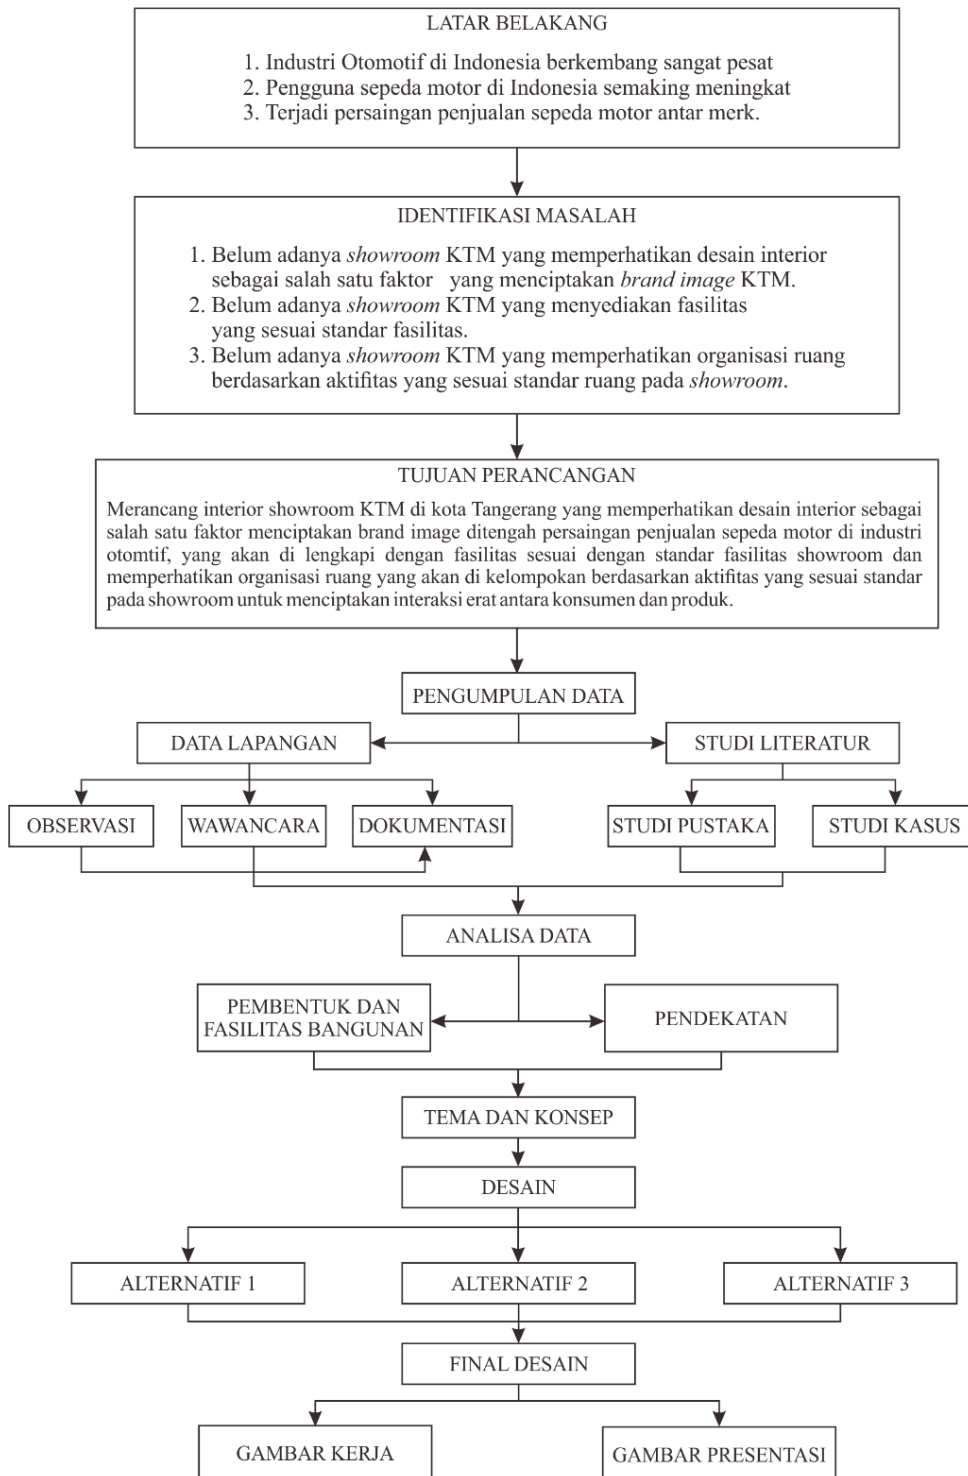 LATAR BELAKANG
1. Industri Otomotif di Indonesia berkembang sangat pesat
2. Pengguna sepeda motor di Indonesia semaking meningkat
3. Terjadi persaingan penjualan sepeda motor antar merk.
IDENTIFIKASI MASALAH
1. Belum adanya showroom KTM yang memperhatikan desain interior
sebagai salah satu faktor yang menciptakan brand image KTM.
2. Belum adanya showroom KTM yang menyediakan fasilitas
yang sesuai standar fasilitas.
3. Belum adanya showroom KTM yang memperhatikan organisasi ruang
berdasarkan aktifitas yang sesuai standar ruang pada showroom.
TUJUAN PERANCANGAN
Merancang interior showroom KTM di kota Tangerang yang memperhatikan desain interior sebagai
salah satu faktor menciptakan brand image ditengah persaingan penjualan sepeda motor di industri
otomtif, yang akan di lengkapi dengan fasilitas sesuai dengan standar fasilitas showroom dan
memperhatikan organisasi ruang yang akan di kelompokan berdasarkan aktifitas yang sesuai standar
pada showroom untuk menciptakan interaksi erat antara konsumen dan produk.
PENGUMPULAN DATA
DATA LAPANGAN
STUDI LITERATUR
OBSERVASI
WAWANCARA
DOKUMENTASI
STUDI PUSTAKA
STUDI KASUS
ANALISA DATA
PEMBENTUK DAN
FASILITAS BANGUNAN
PENDEKATAN
TEMA DAN KONSEP
DESAIN
ALTERNATIF 1
ALTERNATIF 2
ALTERNATIF 3
FINAL DESAIN
GAMBAR KERJA
GAMBAR PRESENTASI